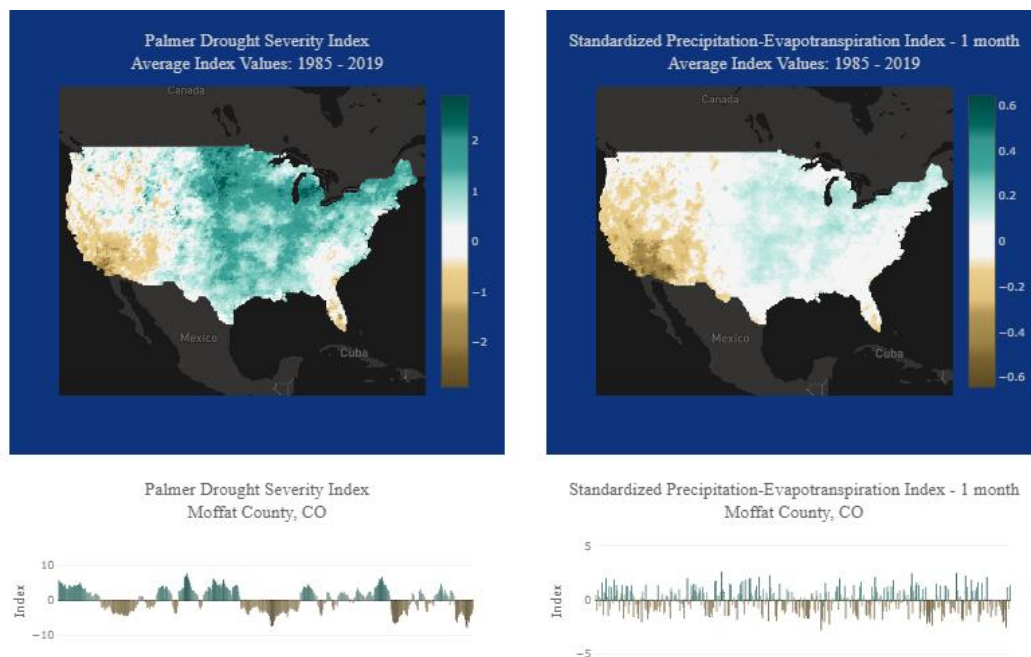 Palmer Drought Severity Index
Average Index Values: 1985 - 2019
Canada
Mexico
Cuba
2
1
0
−1
−2
Standardized Precipitation-Evapotranspiration Index - 1 month
Average Index Values: 1985 - 2019
Canada
Mexico
Cuba
0.6
0.4
0.2
0
−0.2
−0.4
−0.6
Palmer Drought Severity Index
Moffat County, CO
Index
10
0
−10
Standardized Precipitation-Evapotranspiration Index - 1 month
Moffat County, CO
Index
5
0
−5